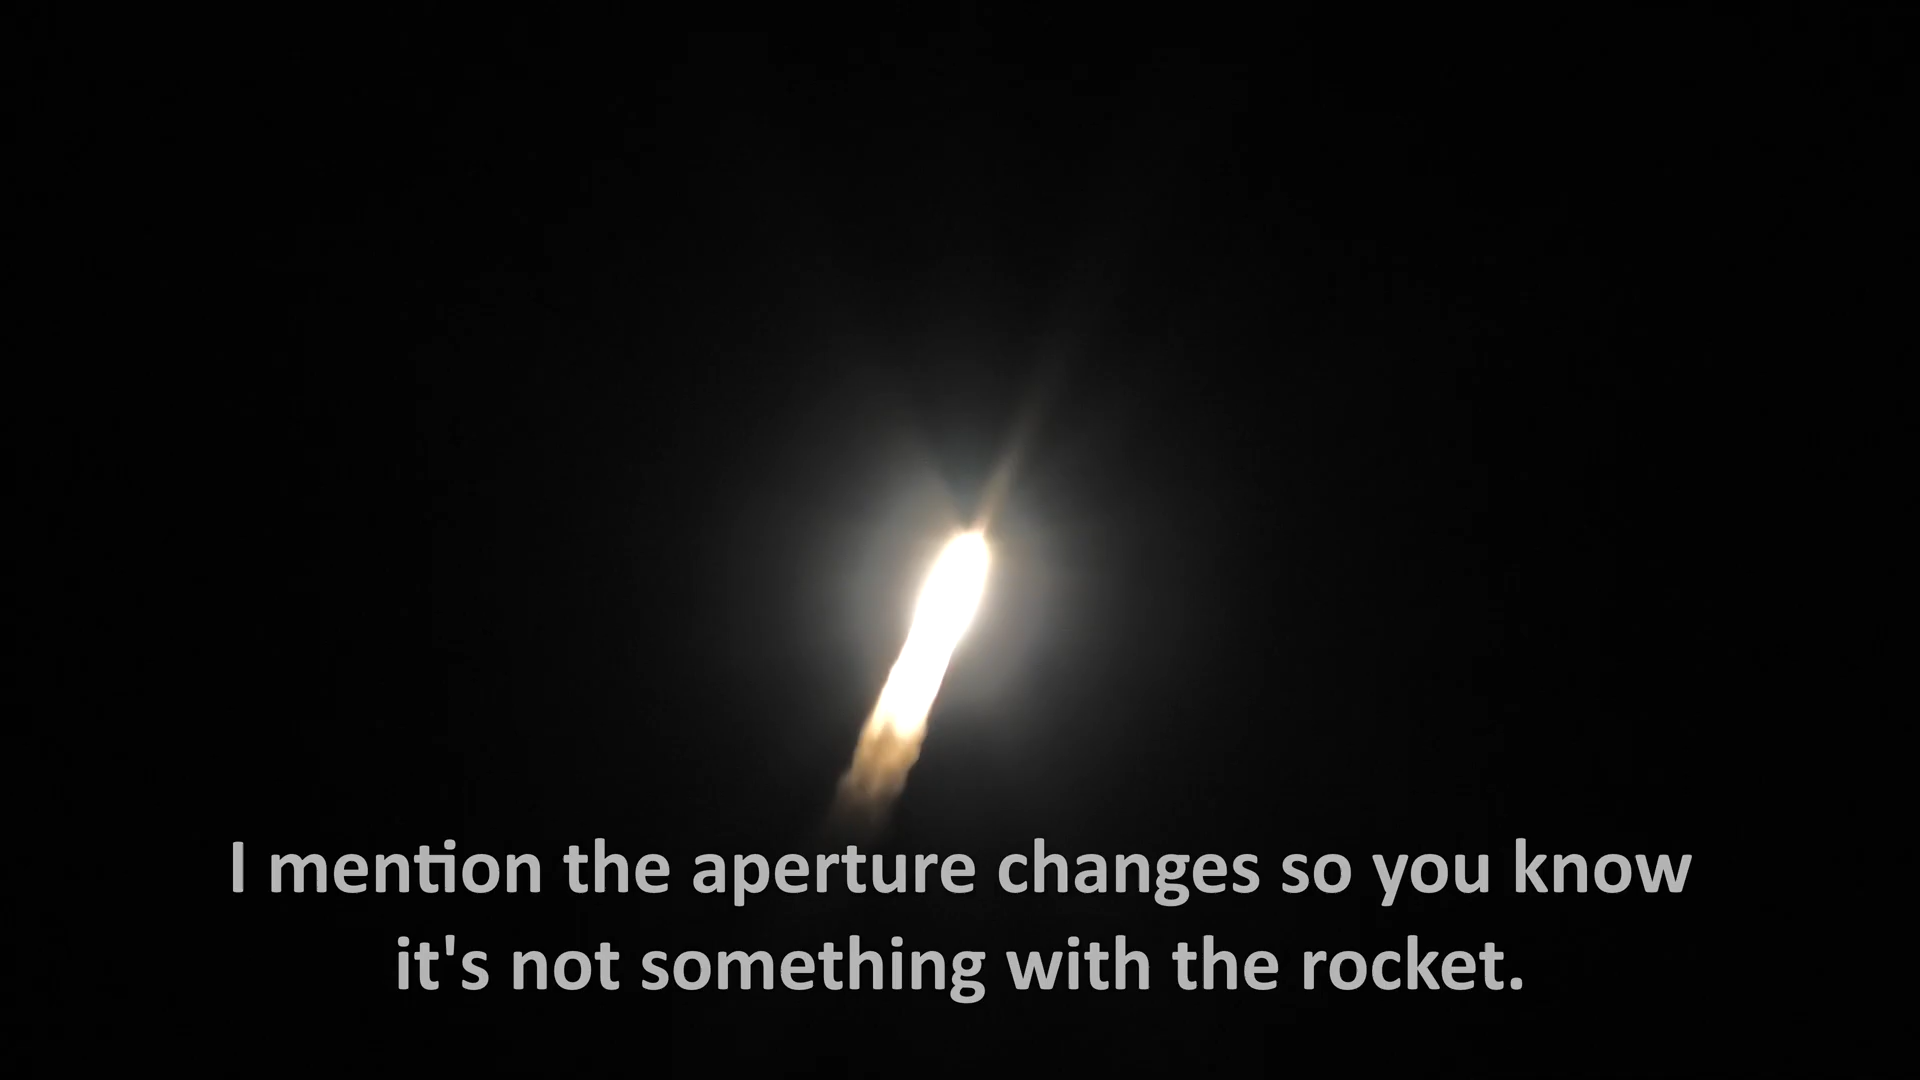 I mention the aperture changes so you know
it's not something with the rocket.